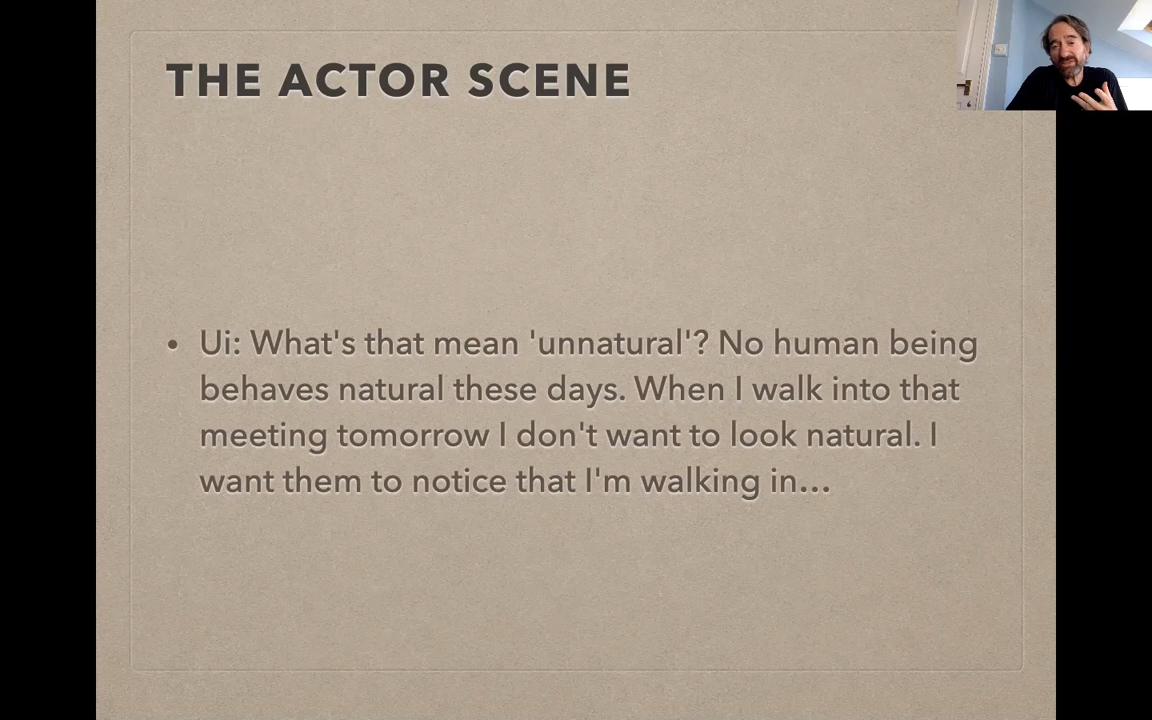 THE ACTOR SCENE
• Ui: What's that mean 'unnatural'? No human being
behaves natural these days. When I walk into that
meeting tomorrow I don't want to look natural. I
want them to notice that I'm walking in...